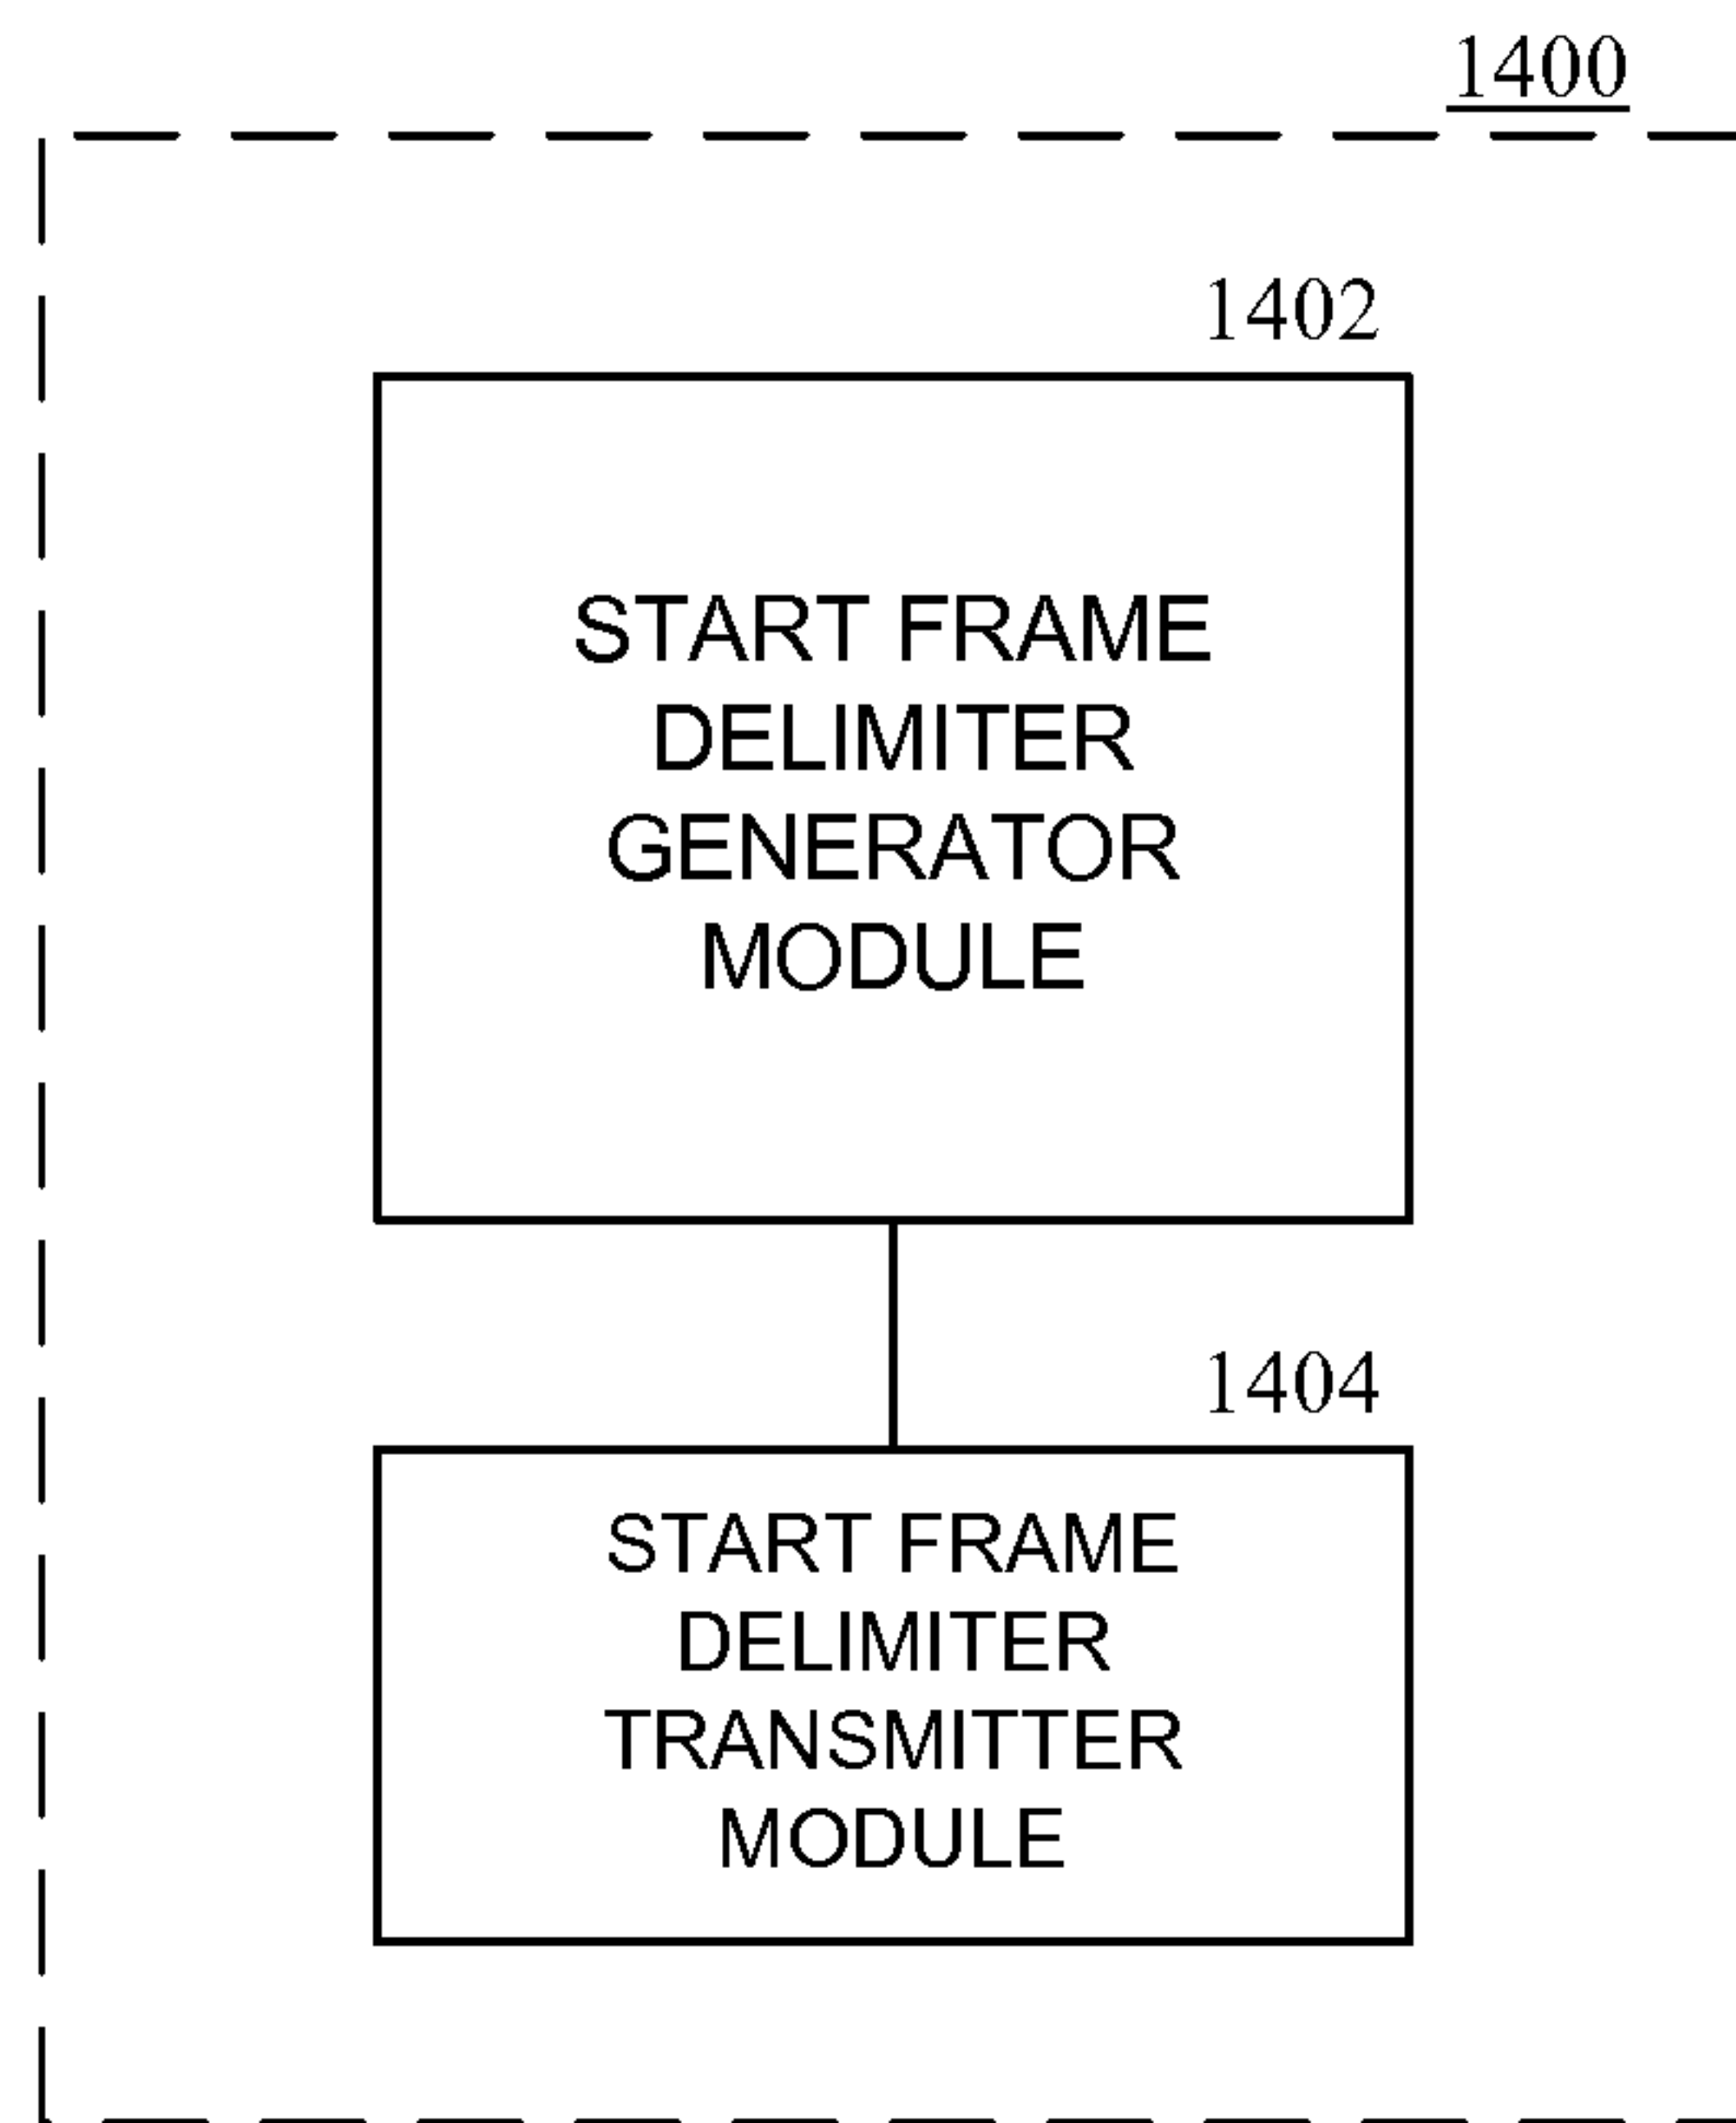 1400
1402
START FRAME
DELIMITER
GENERATOR
MODULE
1404
START FRAME
DELIMITER
TRANSMITTER
MODULE